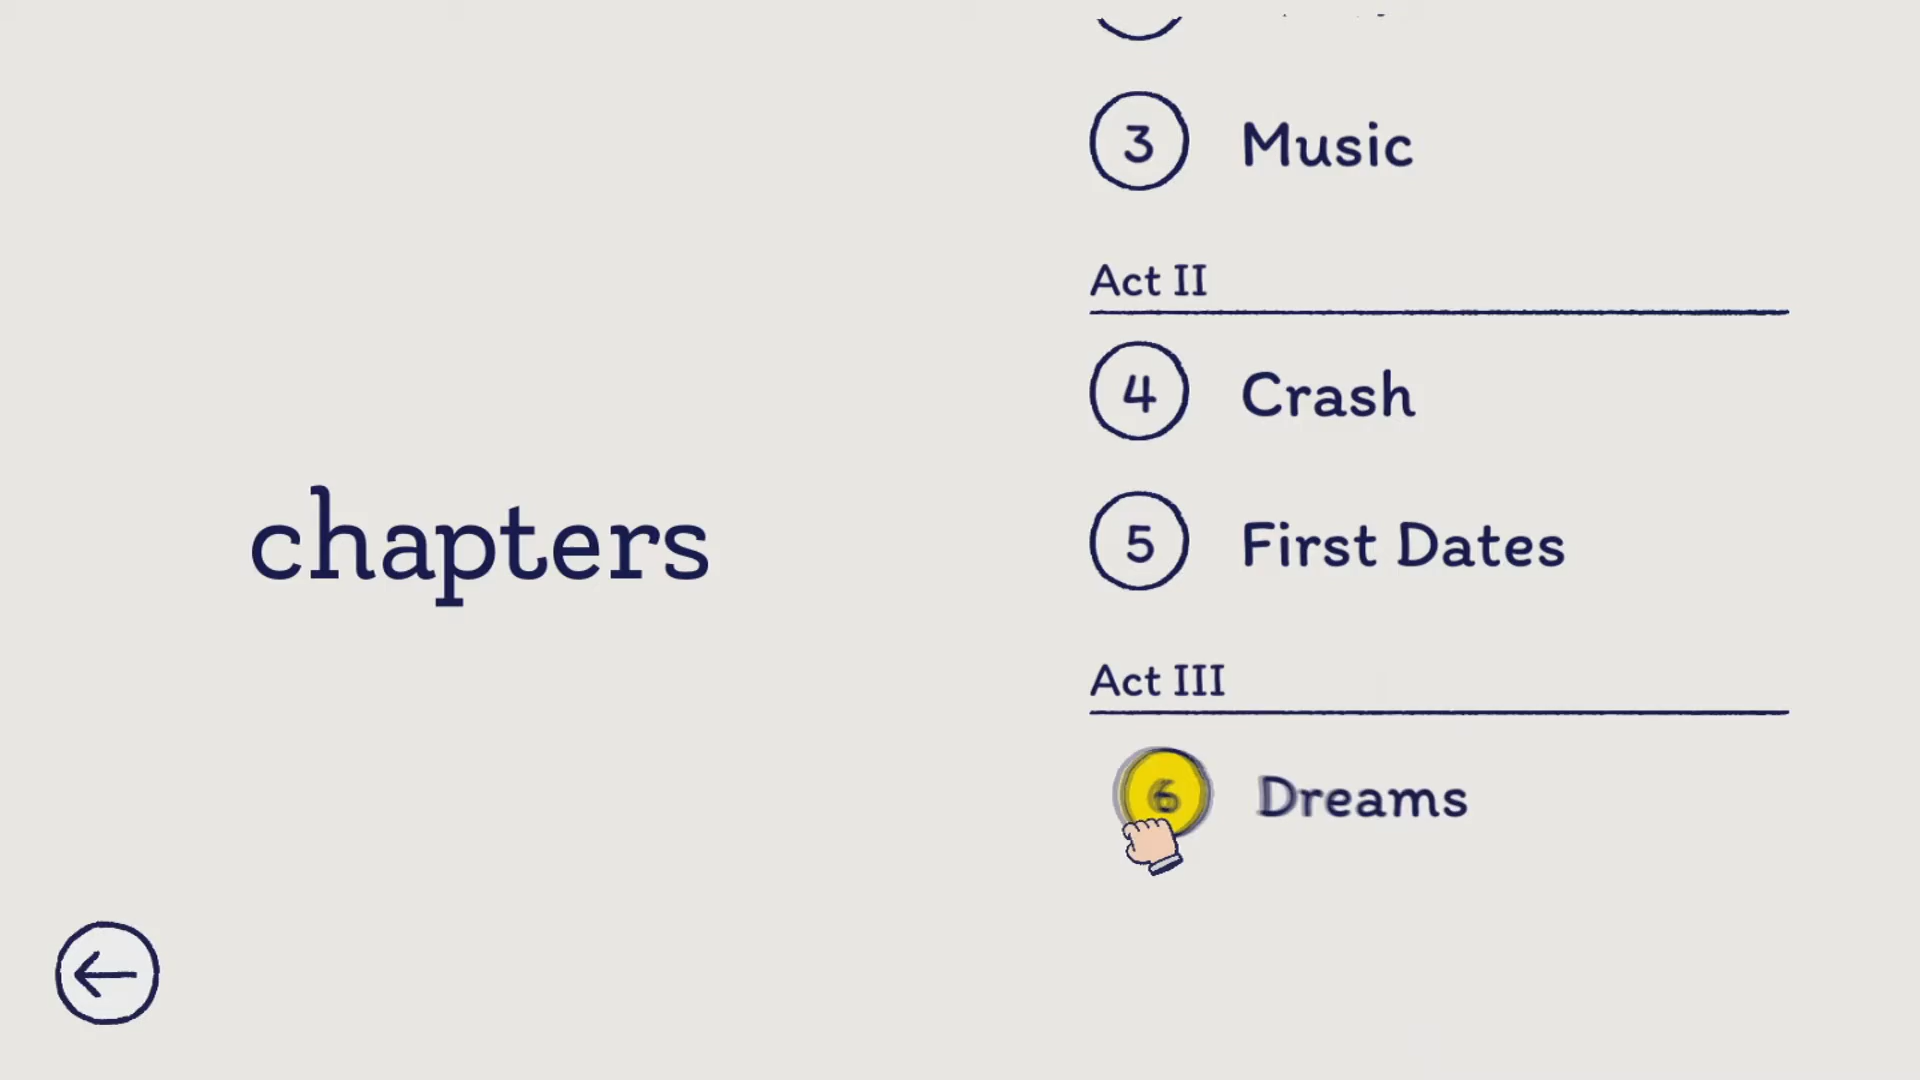 chapters
3 Music
Act II
4 Crash
5 First Dates
Act III
6 Dreams